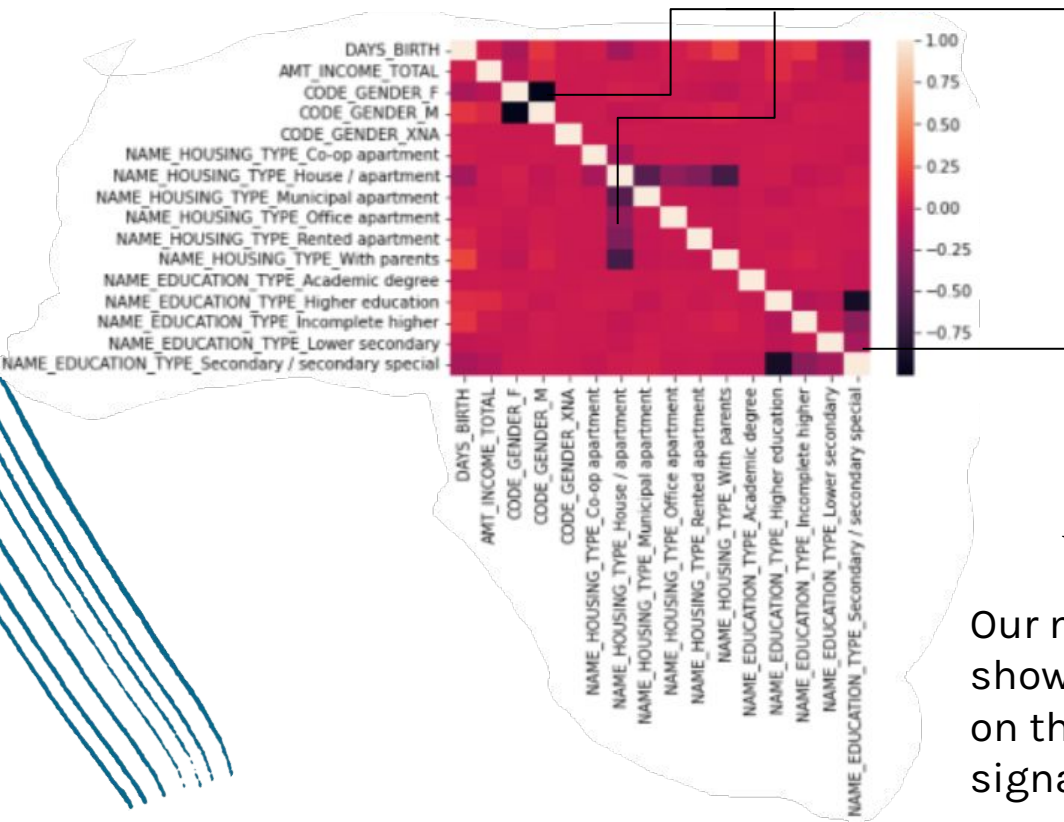 DAYS_BIRTH
AMT_INCOME_TOTAL
CODE_GENDER_F
CODE_GENDER_M
CODE_GENDER_XNA
NAME_HOUSING_TYPE_Co-op apartment
NAME_HOUSING_TYPE_House / apartment
NAME_HOUSING_TYPE_Municipal apartment
NAME_HOUSING_TYPE_Office apartment
NAME_HOUSING_TYPE_Rented apartment
NAME_HOUSING_TYPE_With parents
NAME_EDUCATION_TYPE_Academic degree
NAME_EDUCATION_TYPE_Higher education
NAME_EDUCATION_TYPE_Incomplete higher
NAME_EDUCATION_TYPE_Lower secondary
NAME_EDUCATION_TYPE_Secondary / secondary special
1.00
0.75
0.50
0.25
0.00
−0.25
−0.50
−0.75
DAYS_BIRTH
AMT_INCOME_TOTAL
CODE_GENDER_F
CODE_GENDER_M
CODE_GENDER_XNA
NAME_HOUSING_TYPE_Co-op apartment
NAME_HOUSING_TYPE_House / apartment
NAME_HOUSING_TYPE_Municipal apartment
NAME_HOUSING_TYPE_Office apartment
NAME_HOUSING_TYPE_Rented apartment
NAME_HOUSING_TYPE_With parents
NAME_EDUCATION_TYPE_Academic degree
NAME_EDUCATION_TYPE_Higher education
NAME_EDUCATION_TYPE_Incomplete higher
NAME_EDUCATION_TYPE_Lower secondary
NAME_EDUCATION_TYPE_Secondary / secondary special
Our
show
on th
signa